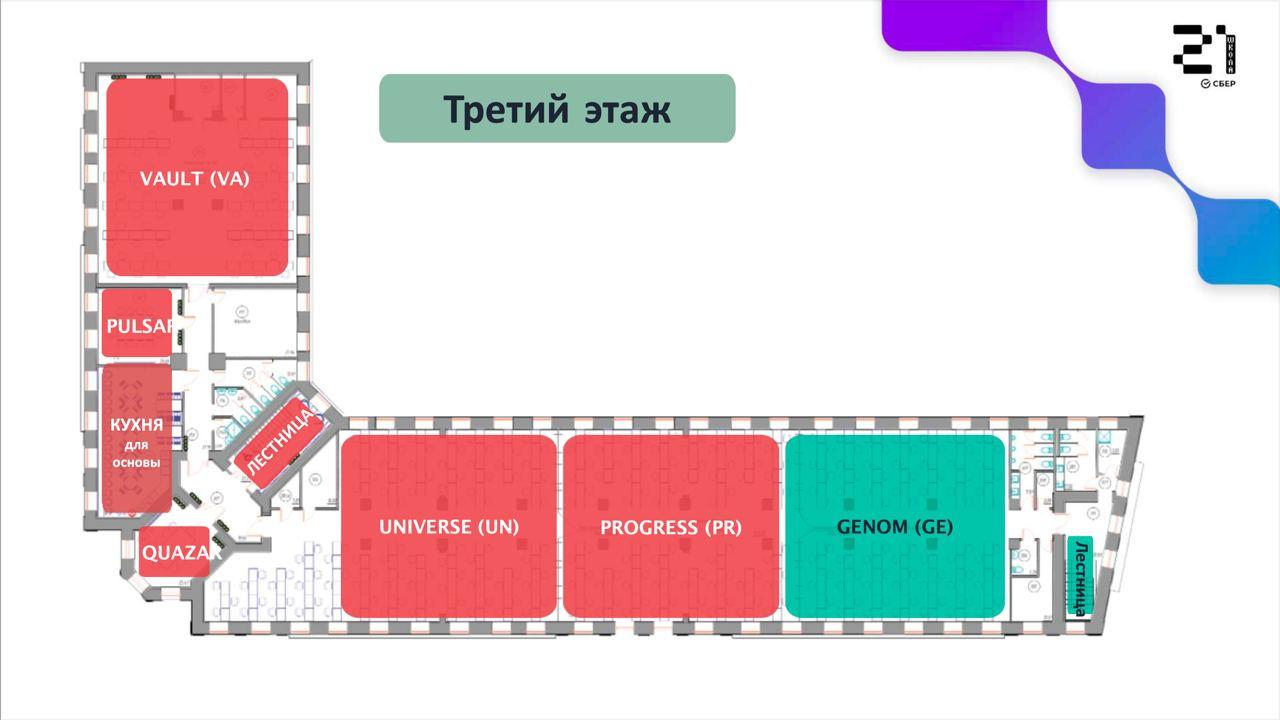 21
ШКОЛА
СБЕР
Третий этаж
VAULT (VA)
PULSAR
КУХНЯ
для
основы
ЛЕСТНИЦА
QUAZAR
UNIVERSE (UN)
PROGRESS (PR)
GENOM (GE)
Лестница